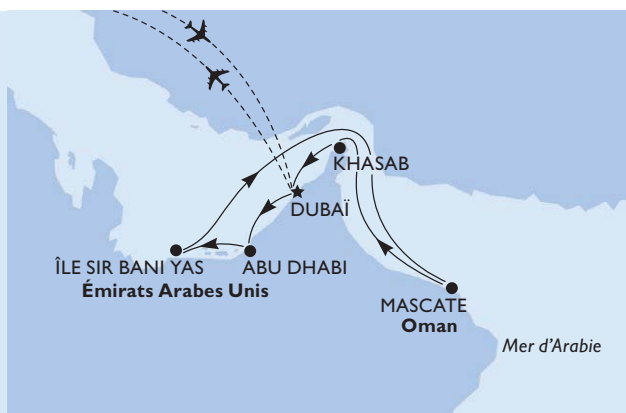 KHASAB
DUBAÏ
ÎLE SIR BANI YAS
ABU DHABI
Émirats Arabes Unis
MASCATE
Oman
Mer d'Arabie